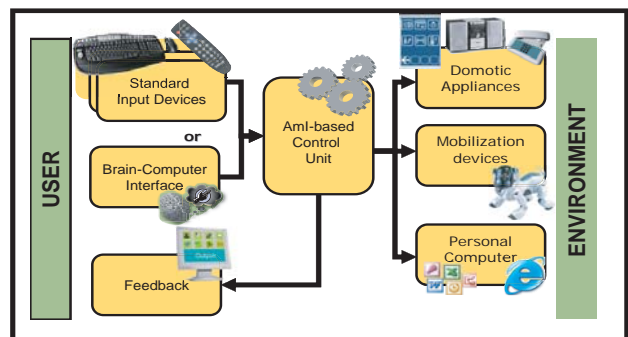 USER
Standard
Input Devices
or
Brain-Computer
Interface
Output
Feedback
AmI-based
Control
Unit
Domotic
Appliances
Mobilization
devices
Personal
Computer
ENVIRONMENT